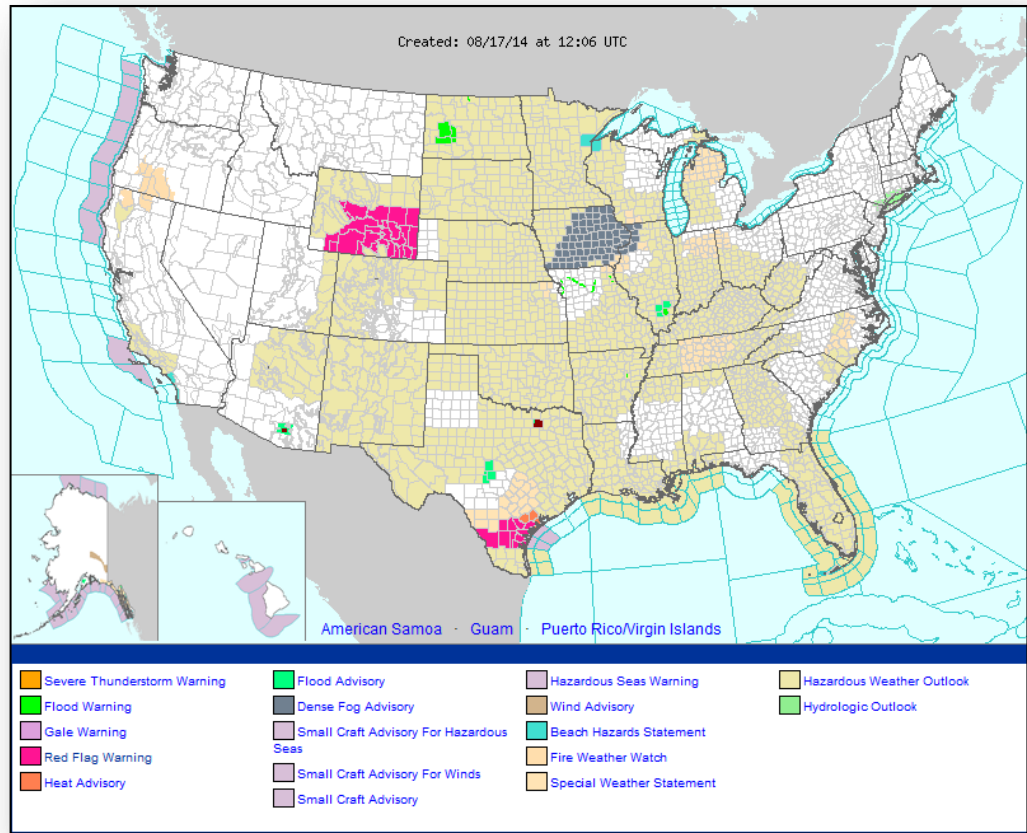 Created: 08/17/14 at 12:06 UTC
American Samoa - Guam - Puerto Rico/Virgin Islands
Severe Thunderstorm Warning
Flood Warning
Gale Warning
Red Flag Warning
Heat Advisory
Flood Advisory
Dense Fog Advisory
Small Craft Advisory For Hazardous
Seas
Small Craft Advisory For Winds
Small Craft Advisory
Hazardous Seas Warning
Wind Advisory
Beach Hazards Statement
Fire Weather Watch
Special Weather Statement
Hazardous Weather Outlook
Hydrologic Outlook